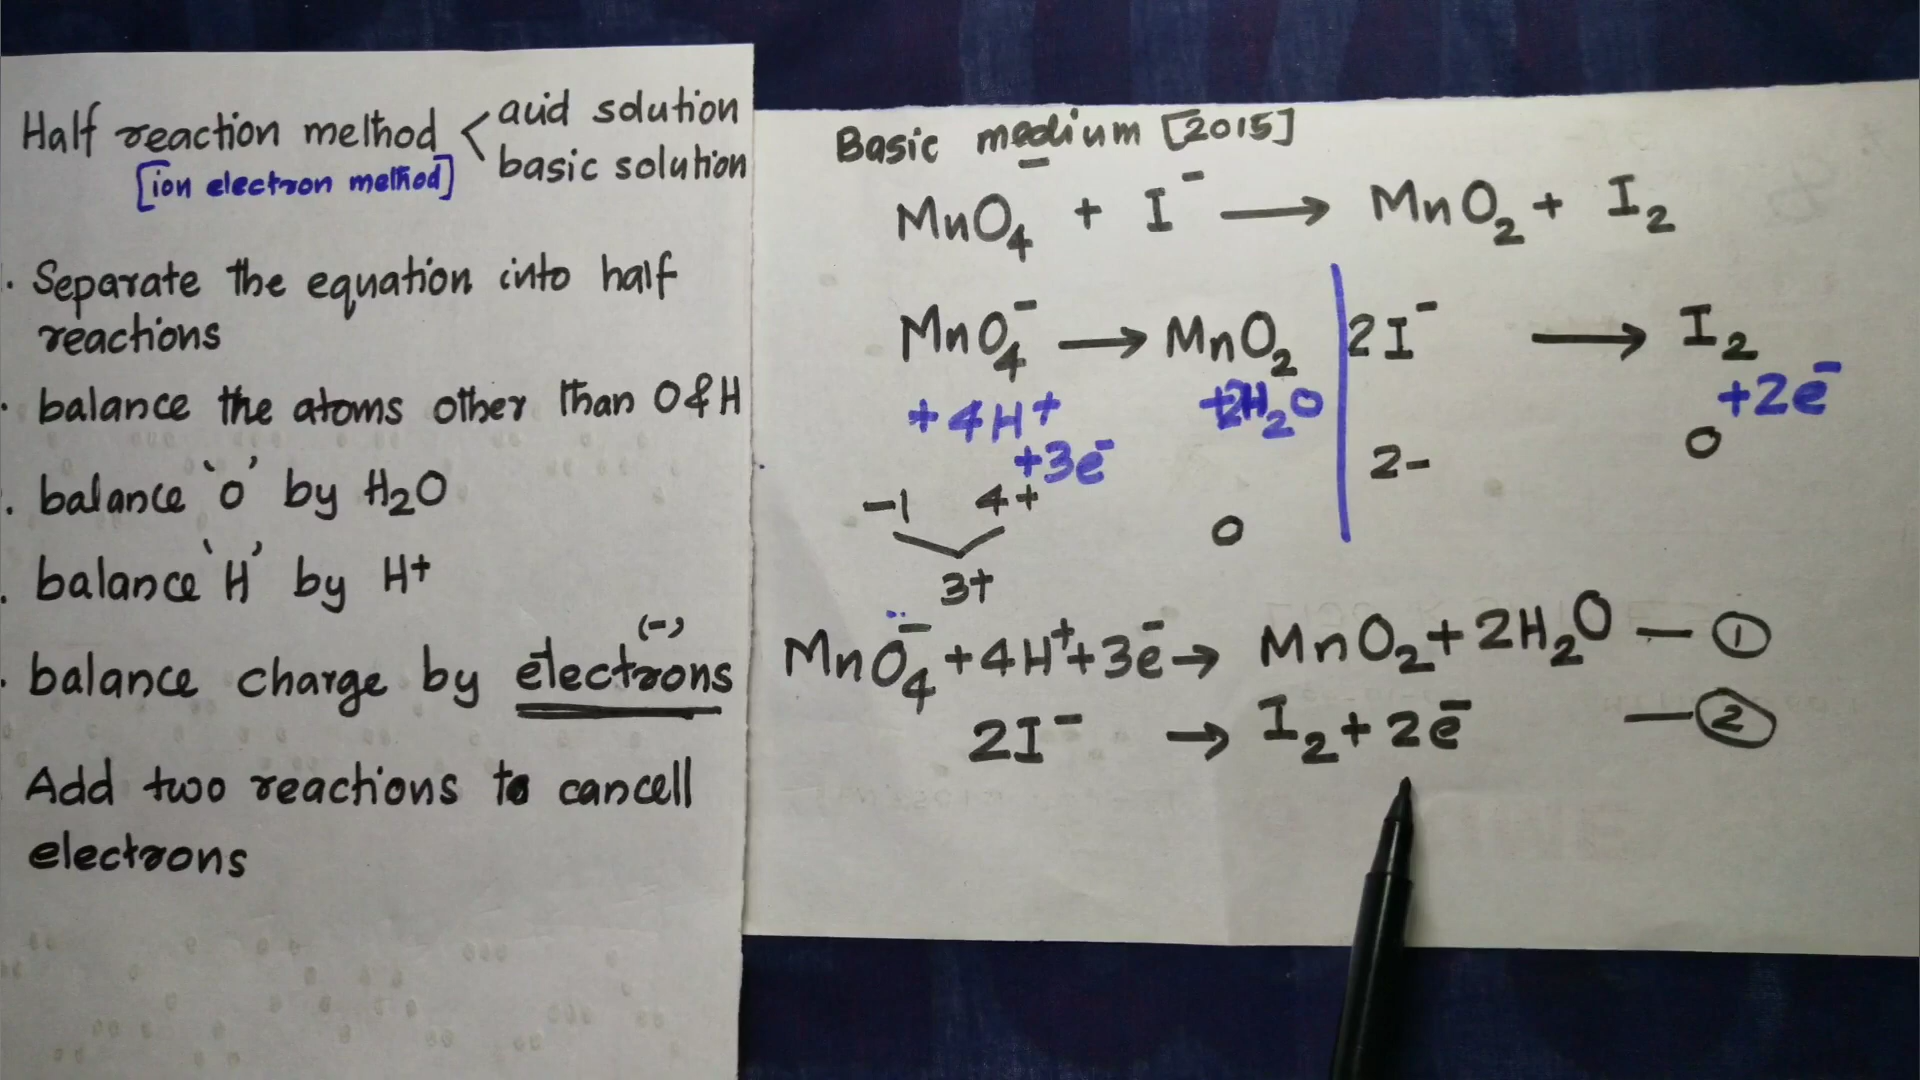 Half reaction method < acid solution
basic solution
[ion electron method]
. Separate the equation into half
reactions
. balance the atoms other than O & H
. balance 'O' by H₂O
. balance 'H' by H+
(-)
. balance charge by electrons
Add two reactions to cancell
electrons
Basic medium [2015]
MnO₄⁻ + I⁻ → MnO₂ + I₂
MnO₄⁻ → MnO₂ | 2I⁻ → I₂
+4H⁺ +2H₂O +2e⁻
+3e⁻ 2- 0
-1 4+
0
3+
MnO₄⁻ + 4H⁺ + 3e⁻ → MnO₂ + 2H₂O — ①
2I⁻ → I₂ + 2e⁻ — ②